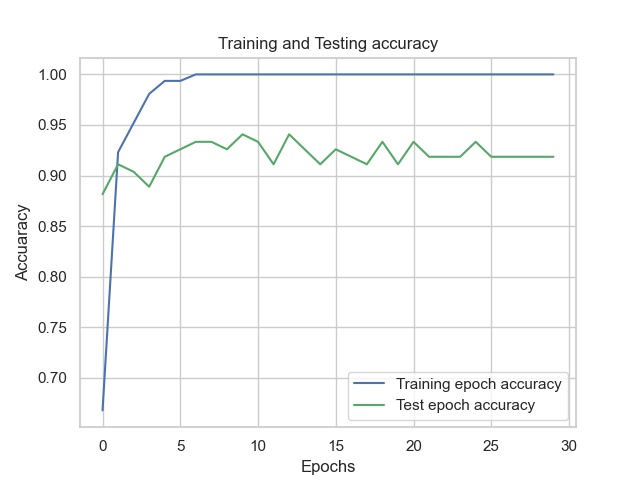 Training and Testing accuracy
1.00
0.95
0.90
0.85
0.80
0.75
0.70
Accuaracy
0 5 10 15 20 25 30
Epochs
Training epoch accuracy
Test epoch accuracy